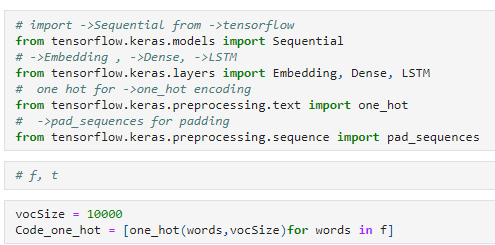 # import ->Sequential from ->tensorflow
from tensorflow.keras.models import Sequential
# ->Embedding , ->Dense, ->LSTM
from tensorflow.keras.layers import Embedding, Dense, LSTM
#  one hot for ->one_hot encoding
from tensorflow.keras.preprocessing.text import one_hot
#  ->pad_sequences for padding
from tensorflow.keras.preprocessing.sequence import pad_sequences
# f, t
vocSize = 10000
Code_one_hot = [one_hot(words,vocSize)for words in f]